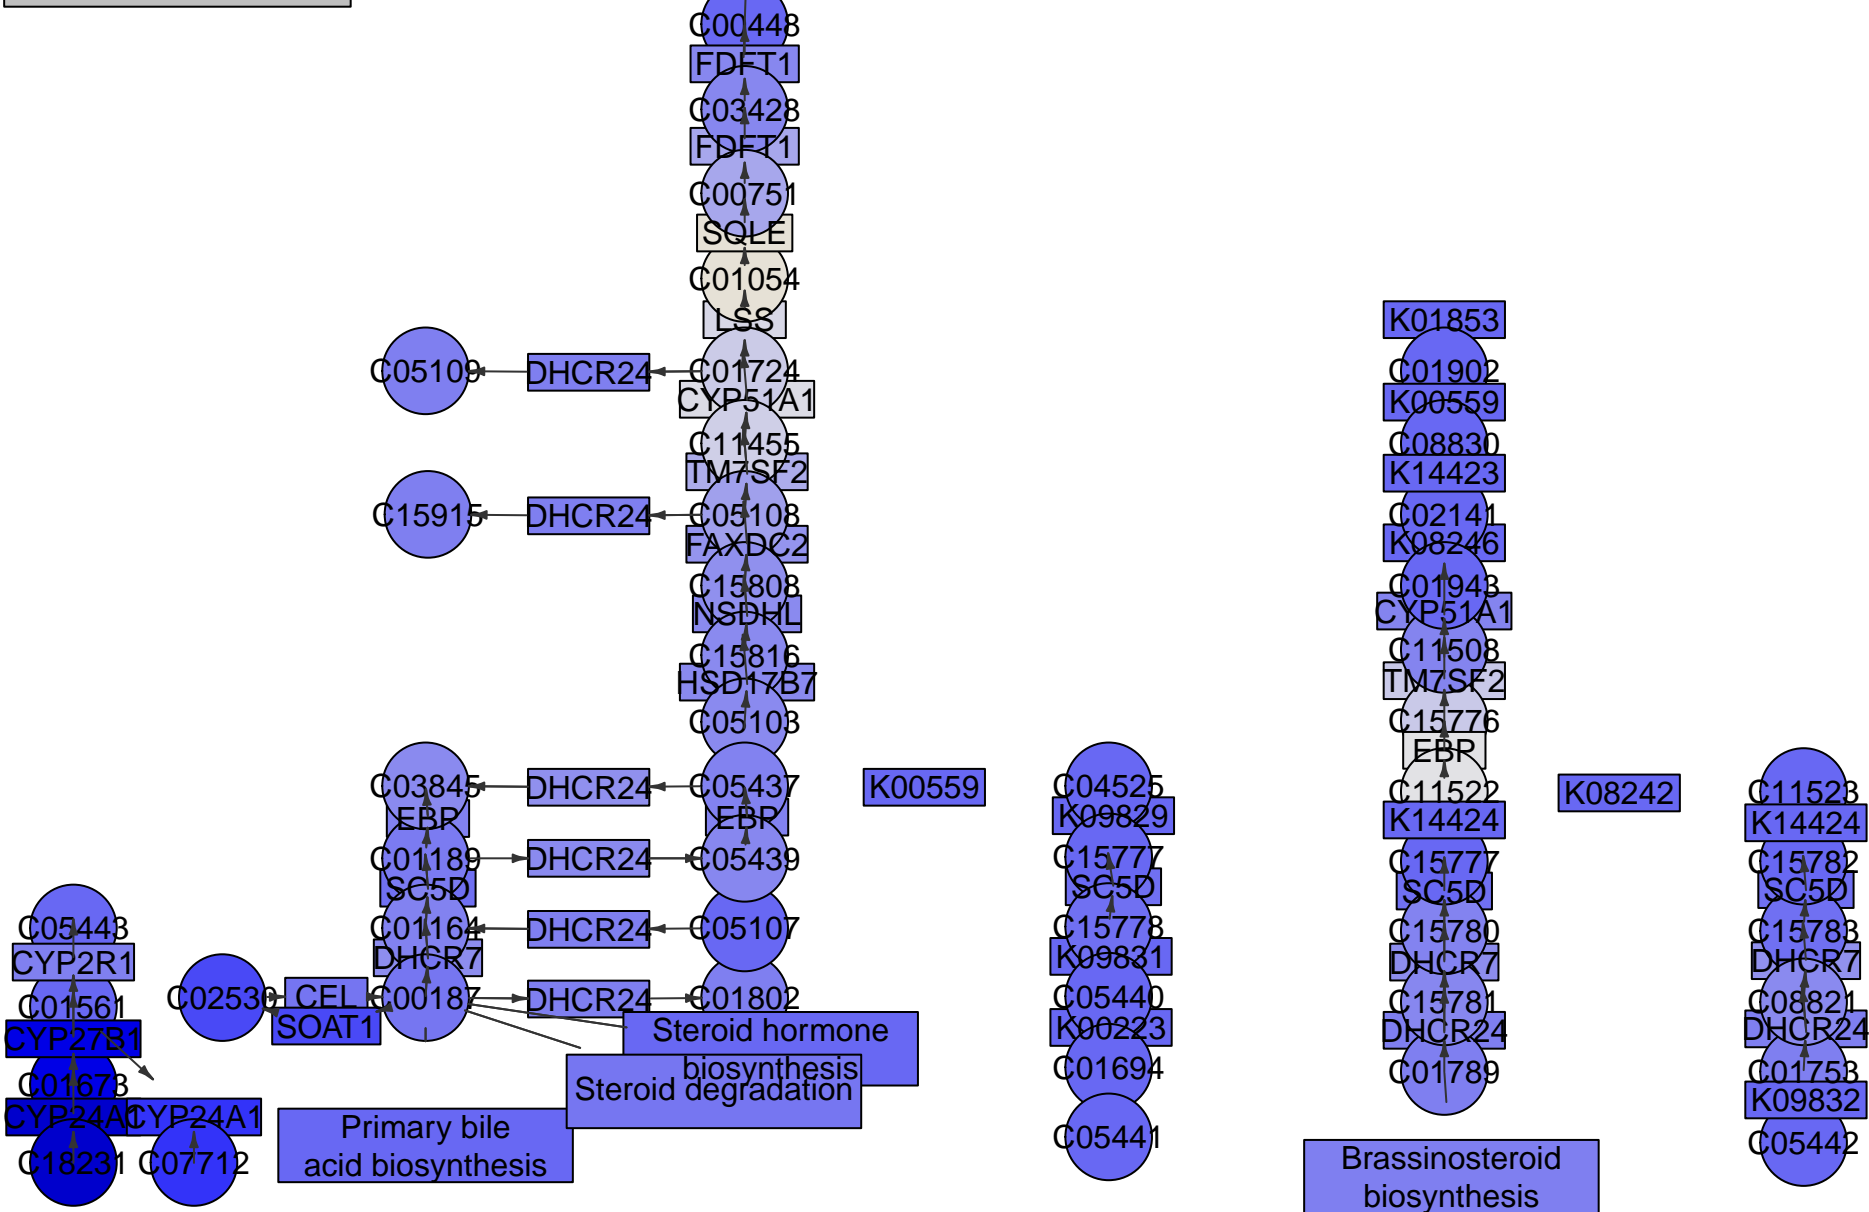 C00448
FDFT1
C03428
FDFT1
C00751
SQLE
C01054
LSS
C05109
DHCR24
C01724
CYP51A1
C11455
TM7SF2
C15915
DHCR24
C05108
FAXDC2
C15808
NSDHL
C15816
HSD17B7
C05103
C03845
DHCR24
C05437
EBP
EBP
C01189
DHCR24
C05439
SC5D
C01164
DHCR24
C05107
DHCR7
C02530
CEL
C00187
DHCR24
C01802
SOAT1
C05443
CYP2R1
C01561
CYP27B1
C01673
CYP24A1
CYP24A1
C18231
C07712
Steroid hormone
biosynthesis
Steroid degradation
Primary bile
acid biosynthesis
K00559
C04525
K09829
C15777
SC5D
C15778
K09831
C05440
K00223
C01694
C05441
K01853
C01902
K00559
C08830
K14423
C02141
K08246
C01943
CYP51A1
C11508
TM7SF2
C15776
EBP
C11522
K14424
C15777
SC5D
C15780
DHCR7
C15781
DHCR24
C01789
Brassinosteroid
biosynthesis
K08242
C11523
K14424
C15782
SC5D
C15783
DHCR7
C08821
DHCR24
C01753
K09832
C05442